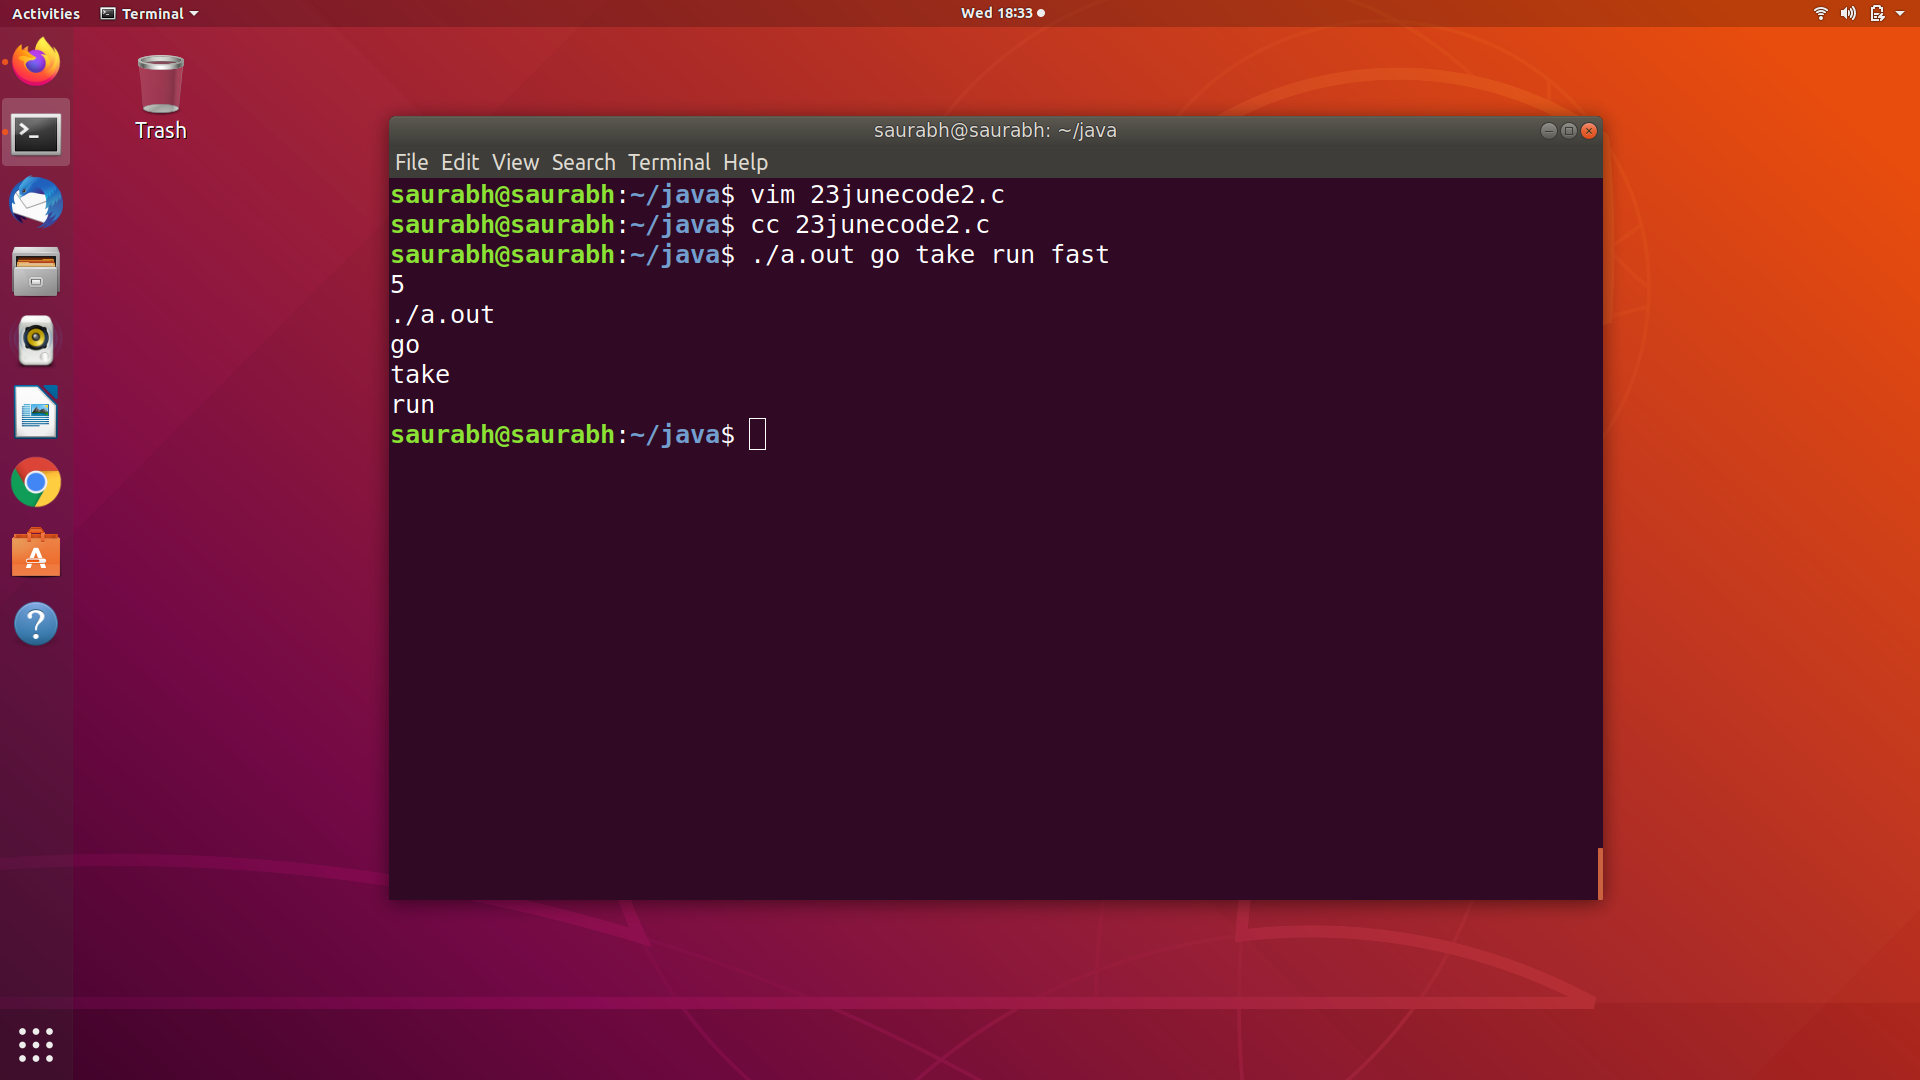 Activities Terminal Wed 18:33
Trash
saurabh@saurabh: ~/java
File Edit View Search Terminal Help
saurabh@saurabh:~/java$ vim 23junecode2.c
saurabh@saurabh:~/java$ cc 23junecode2.c
saurabh@saurabh:~/java$ ./a.out go take run fast
5
./a.out
go
take
run
saurabh@saurabh:~/java$